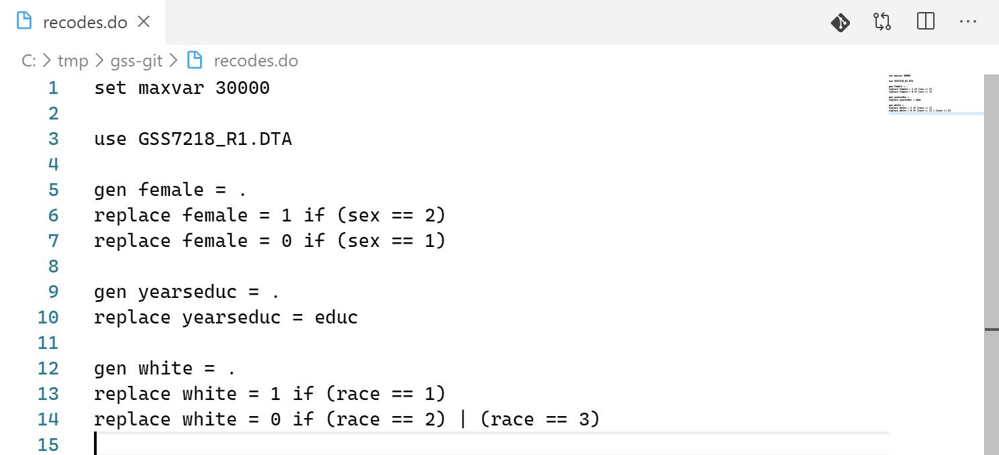 recodes.do
C: > tmp > gss-git > recodes.do
1 set maxvar 30000
2
3 use GSS7218_R1.DTA
4
5 gen female = .
6 replace female = 1 if (sex == 2)
7 replace female = 0 if (sex == 1)
8
9 gen yearseduc = .
10 replace yearseduc = educ
11
12 gen white = .
13 replace white = 1 if (race == 1)
14 replace white = 0 if (race == 2) | (race == 3)
15